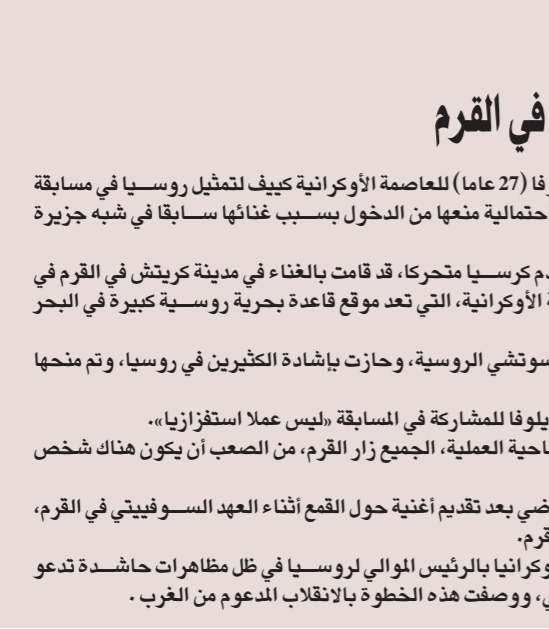 في القرم
فا (27 عاما) للعاصمة الأوكرانية كييف لتمثيل روسيا في مسابقة
حتمالية منعها من الدخول بسبب غنائها سابقا في شبه جزيرة
دم كرسيا متحركا، قد قامت بالغناء في مدينة كريتش في القرم في
الأوكرانية، التي تعد موقع قاعدة بحرية روسية كبيرة في البحر
سوتشي الروسية، وحازت بإشادة الكثيرين في روسيا، وتم منحها
يلوفا للمشاركة في المسابقة «ليس عملا استفزازيا».
احية العملية، الجميع زار القرم، من الصعب أن يكون هناك شخص
ضي بعد تقديم أغنية حول القمع أثناء العهد السوفييتي في القرم،
قرم.
وكرانيا بالرئيس الموالي لروسيا في ظل مظاهرات حاشدة تدعو
ي، ووصفت هذه الخطوة بالانقلاب المدعوم من الغرب .